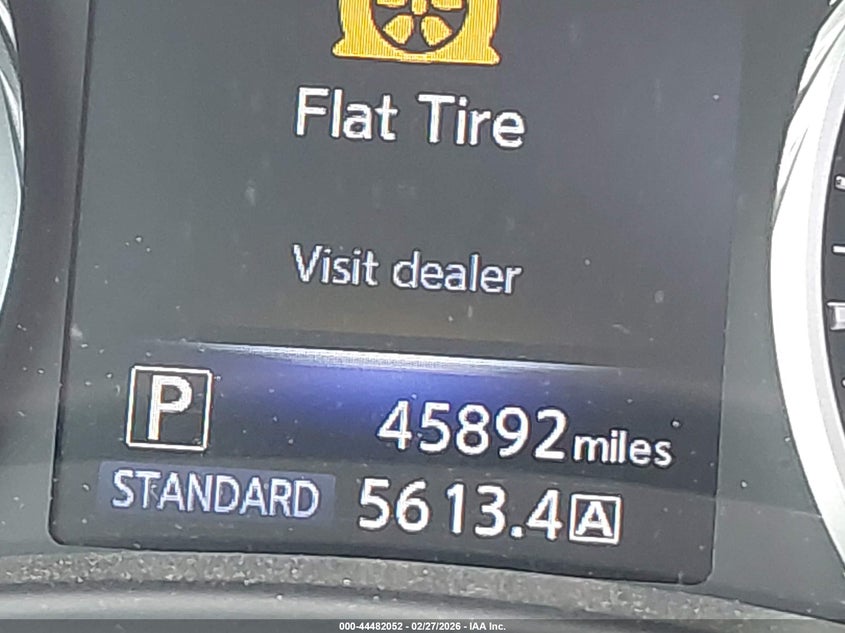 Flat Tire
Visit dealer
P
45892 miles
STANDARD 5613.4 A
000-44482052 - 02/27/2026 - IAA Inc.